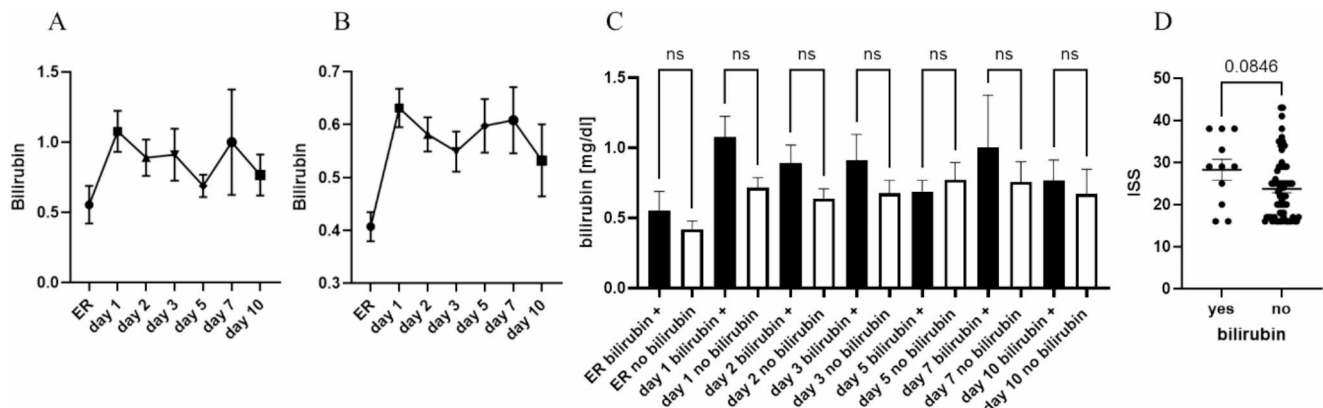 A
Bilirubin
1.5
1.0
0.5
0.0
ER
day 1
day 2
day 3
day 5
day 7
day 10
B
Bilirubin
0.7
0.6
0.5
0.4
0.3
ER
day 1
day 2
day 3
day 5
day 7
day 10
C
ns
ns
ns
ns
ns
ns
ns
bilirubin [mg/dl]
1.5
1.0
0.5
0.0
ER bilirubin +
ER no bilirubin
day 1 bilirubin +
day 1 no bilirubin
day 2 bilirubin +
day 2 no bilirubin
day 3 bilirubin +
day 3 no bilirubin
day 5 bilirubin +
day 5 no bilirubin
day 7 bilirubin +
day 7 no bilirubin
day 10 bilirubin +
day 10 no bilirubin
D
0.0846
ISS
50
40
30
20
10
0
yes
no
bilirubin